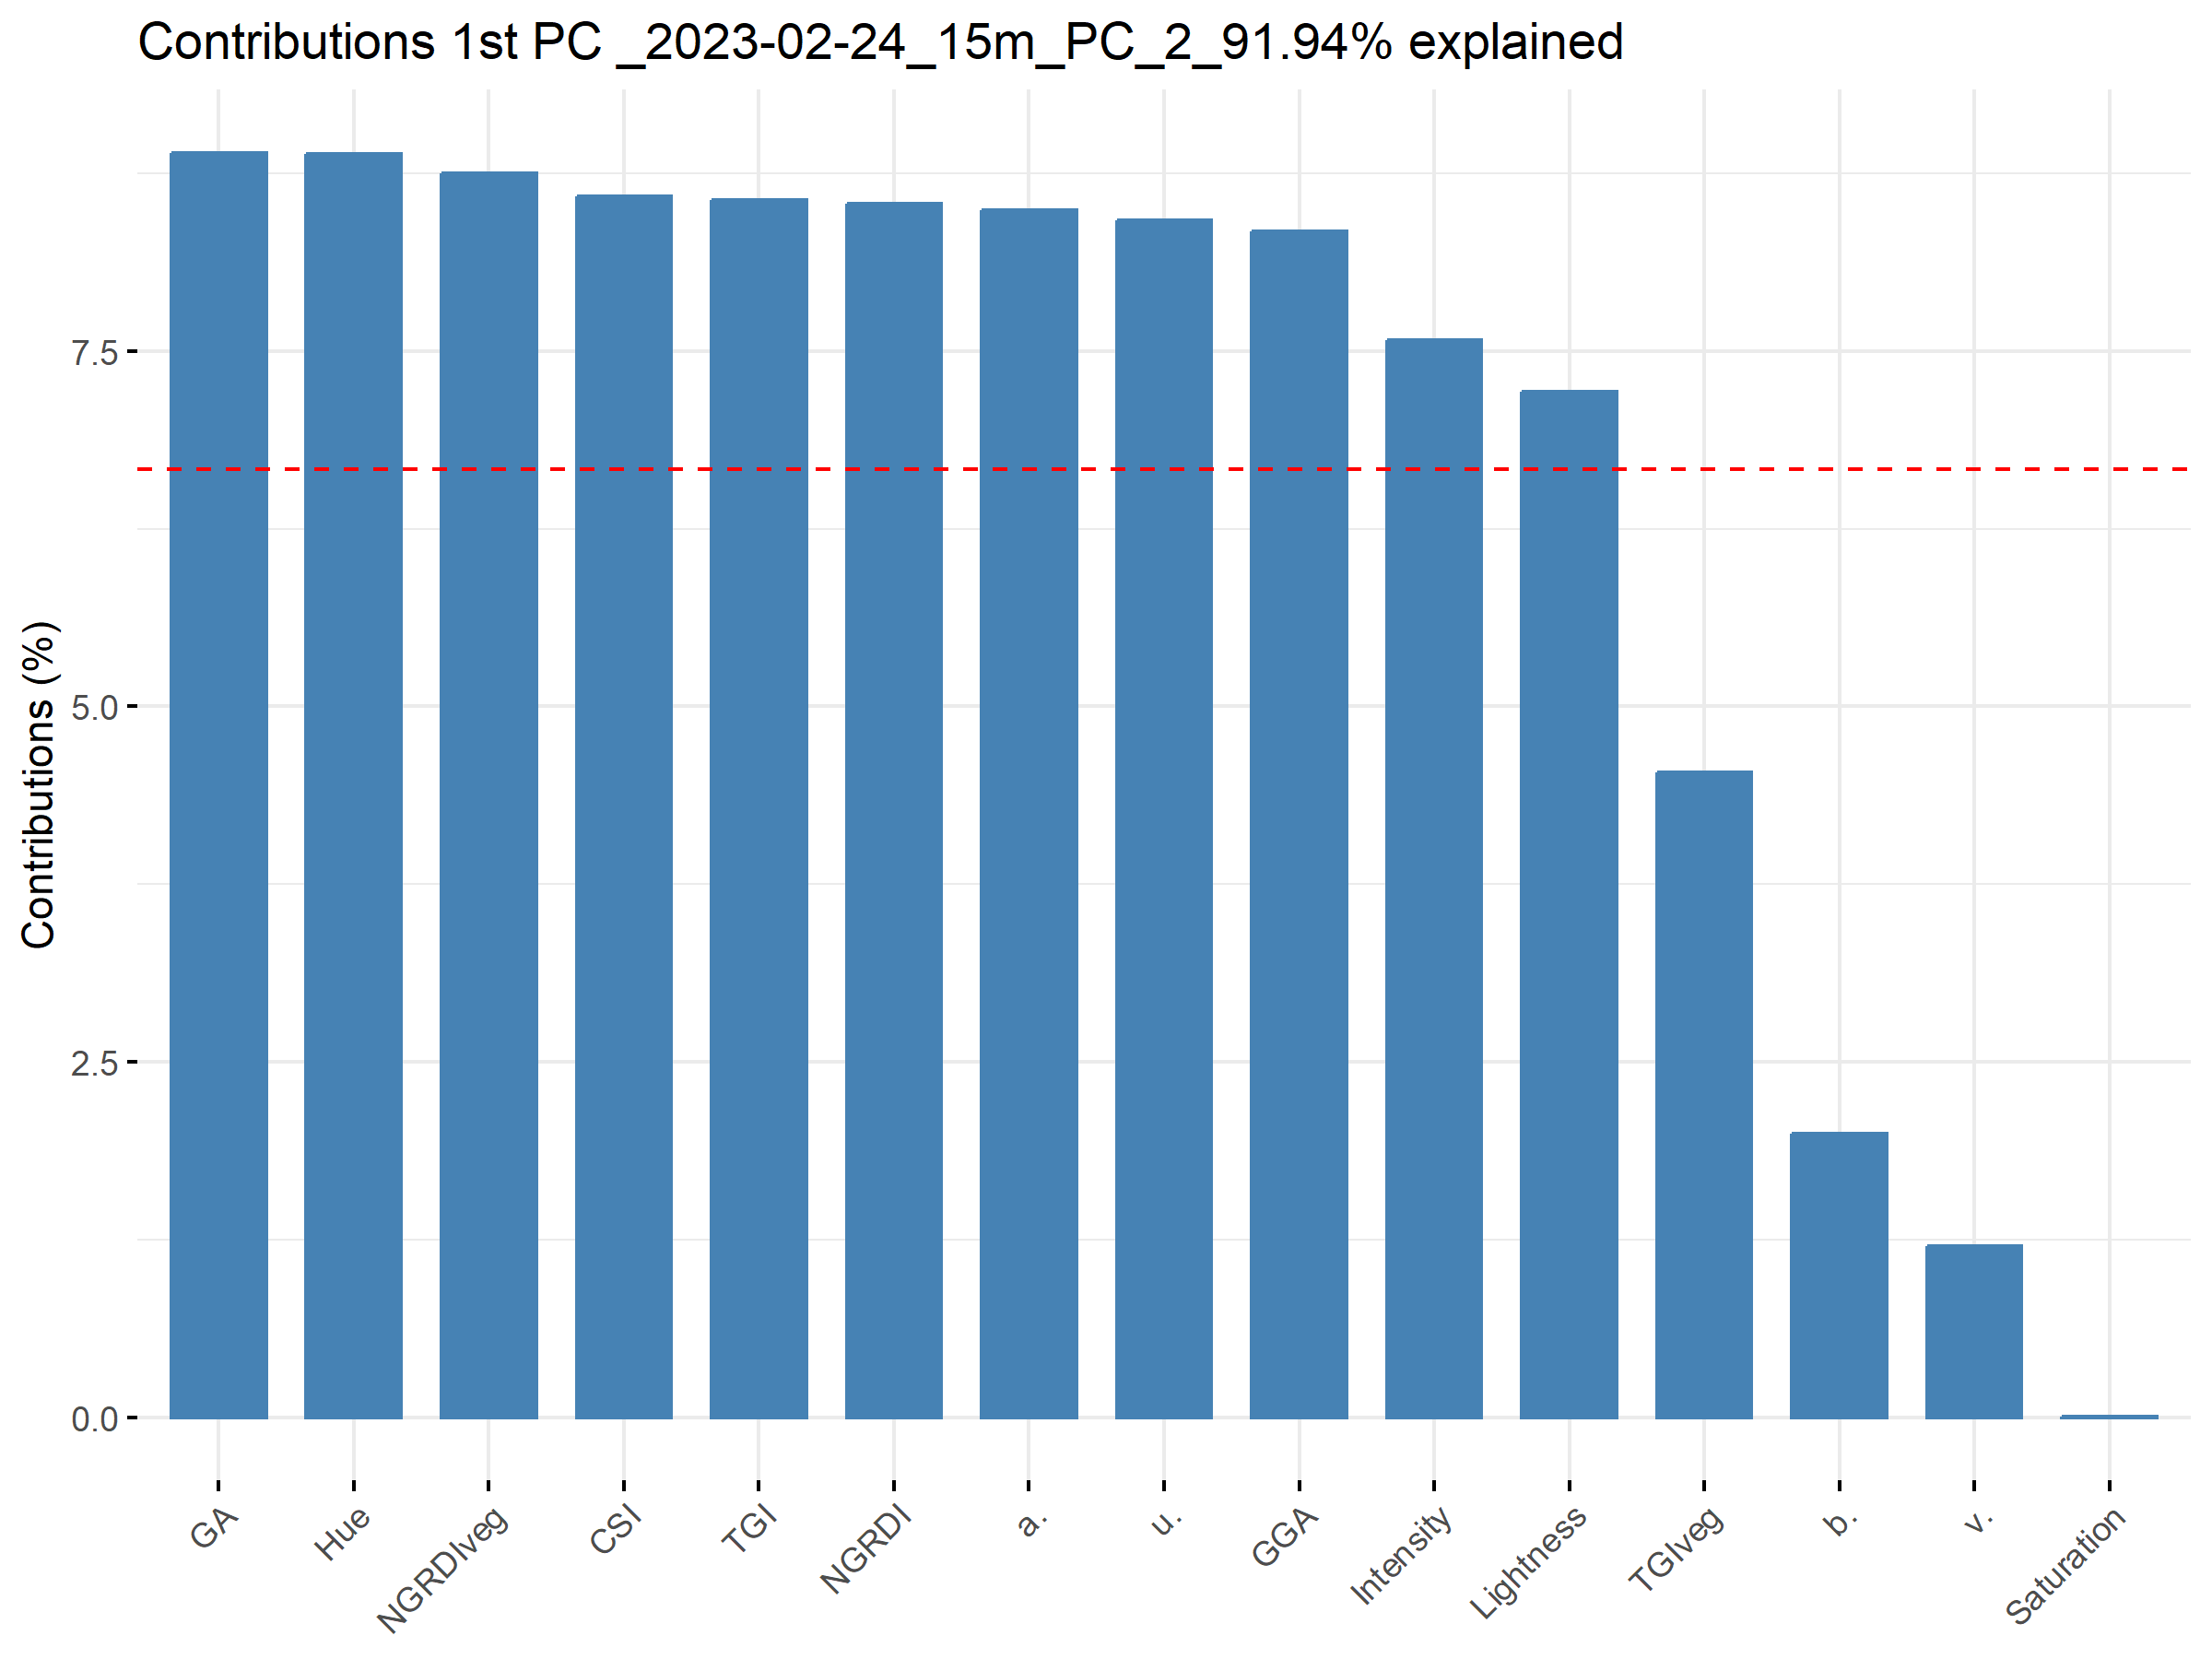 Contributions 1st PC _2023-02-24_15m_PC_2_91.94% explained
Contributions (%)
7.5
5.0
2.5
0.0
GA
Hue
NGRDIveg
CSI
TGI
NGRDI
a.
u.
GGA
Intensity
Lightness
TGIveg
b.
v.
Saturation